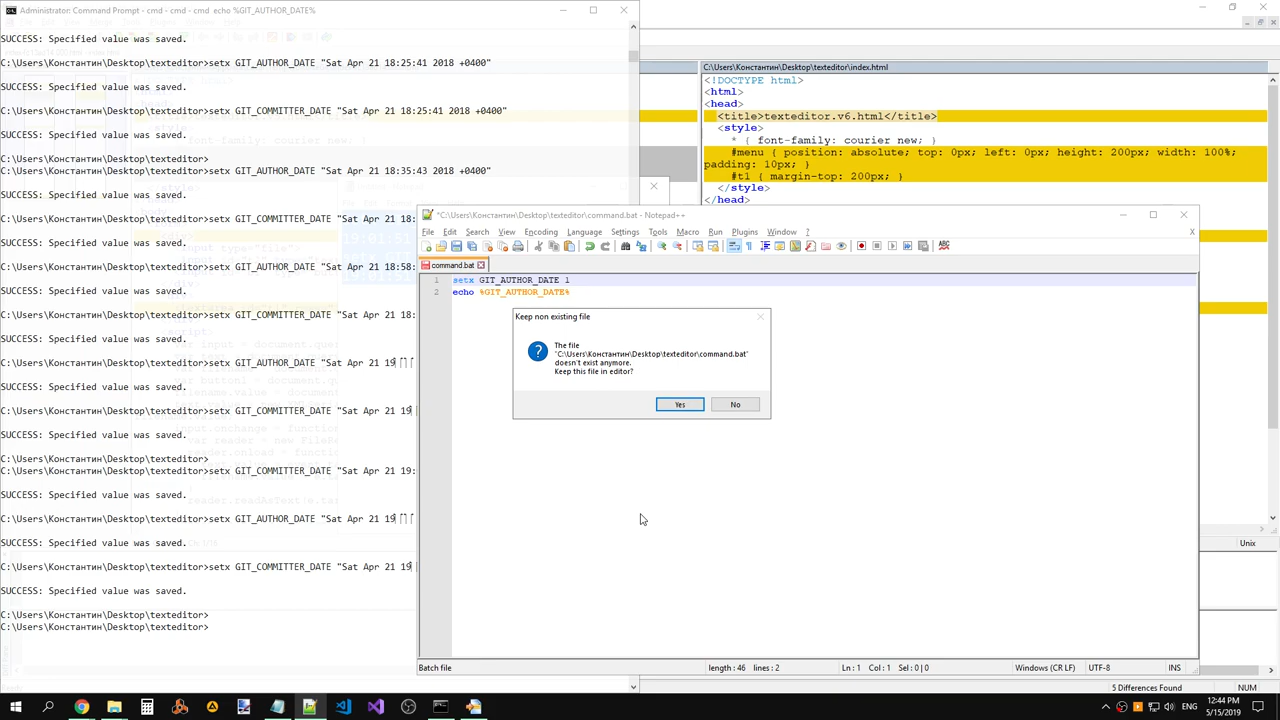 Administrator: Command Prompt - cmd - cmd - cmd echo %GIT_AUTHOR_DATE%
SUCCESS: Specified value was saved.
C:\Users\Константин\Desktop\texteditor>setx GIT_AUTHOR_DATE "Sat Apr 21 18:25:41 2018 +0400"
SUCCESS: Specified value was saved.
C:\Users\Константин\Desktop\texteditor>setx GIT_COMMITTER_DATE "Sat Apr 21 18:25:41 2018 +0400"
SUCCESS: Specified value was saved.
C:\Users\Константин\Desktop\texteditor>
C:\Users\Константин\Desktop\texteditor>setx GIT_AUTHOR_DATE "Sat Apr 21 18:35:43 2018 +0400"
SUCCESS: Specified value was saved.
C:\Users\Константин\Desktop\texteditor>setx GIT_COMMITTER_DATE "Sat Apr 21 18:
SUCCESS: Specified value was saved.
C:\Users\Константин\Desktop\texteditor>setx GIT_AUTHOR_DATE "Sat Apr 21 18:58:
SUCCESS: Specified value was saved.
C:\Users\Константин\Desktop\texteditor>setx GIT_COMMITTER_DATE "Sat Apr 21 18:
SUCCESS: Specified value was saved.
C:\Users\Константин\Desktop\texteditor>setx GIT_AUTHOR_DATE "Sat Apr 21 19
SUCCESS: Specified value was saved.
C:\Users\Константин\Desktop\texteditor>setx GIT_COMMITTER_DATE "Sat Apr 21 19
SUCCESS: Specified value was saved.
C:\Users\Константин\Desktop\texteditor>
C:\Users\Константин\Desktop\texteditor>setx GIT_COMMITTER_DATE "Sat Apr 21 19:
SUCCESS: Specified value was saved.
C:\Users\Константин\Desktop\texteditor>setx GIT_AUTHOR_DATE "Sat Apr 21 19
SUCCESS: Specified value was saved.
C:\Users\Константин\Desktop\texteditor>setx GIT_COMMITTER_DATE "Sat Apr 21 19
SUCCESS: Specified value was saved.
C:\Users\Константин\Desktop\texteditor>
C:\Users\Константин\Desktop\texteditor>
C:\Users\Константин\Desktop\texteditor\index.html
<!DOCTYPE html>
<html>
<head>
<title>texteditor.v6.html</title>
<style>
* { font-family: courier new; }
#menu { position: absolute; top: 0px; left: 0px; height: 200px; width: 100%;
padding: 10px; }
#t1 { margin-top: 200px; }
</style>
</head>
*C:\Users\Константин\Desktop\texteditor\command.bat - Notepad++
File Edit Search View Encoding Language Settings Tools Macro Run Plugins Window ? X
command.bat
1 setx GIT_AUTHOR_DATE 1
2 echo %GIT_AUTHOR_DATE%
Keep non existing file
The file
"C:\Users\Константин\Desktop\texteditor\command.bat"
doesn't exist anymore.
Keep this file in editor?
Yes No
Unix
Batch file length : 46 lines : 2 Ln : 1 Col : 1 Sel : 0 | 0 Windows (CR LF) UTF-8 INS
5 Differences Found NUM
ENG 12:44 PM
5/15/2019